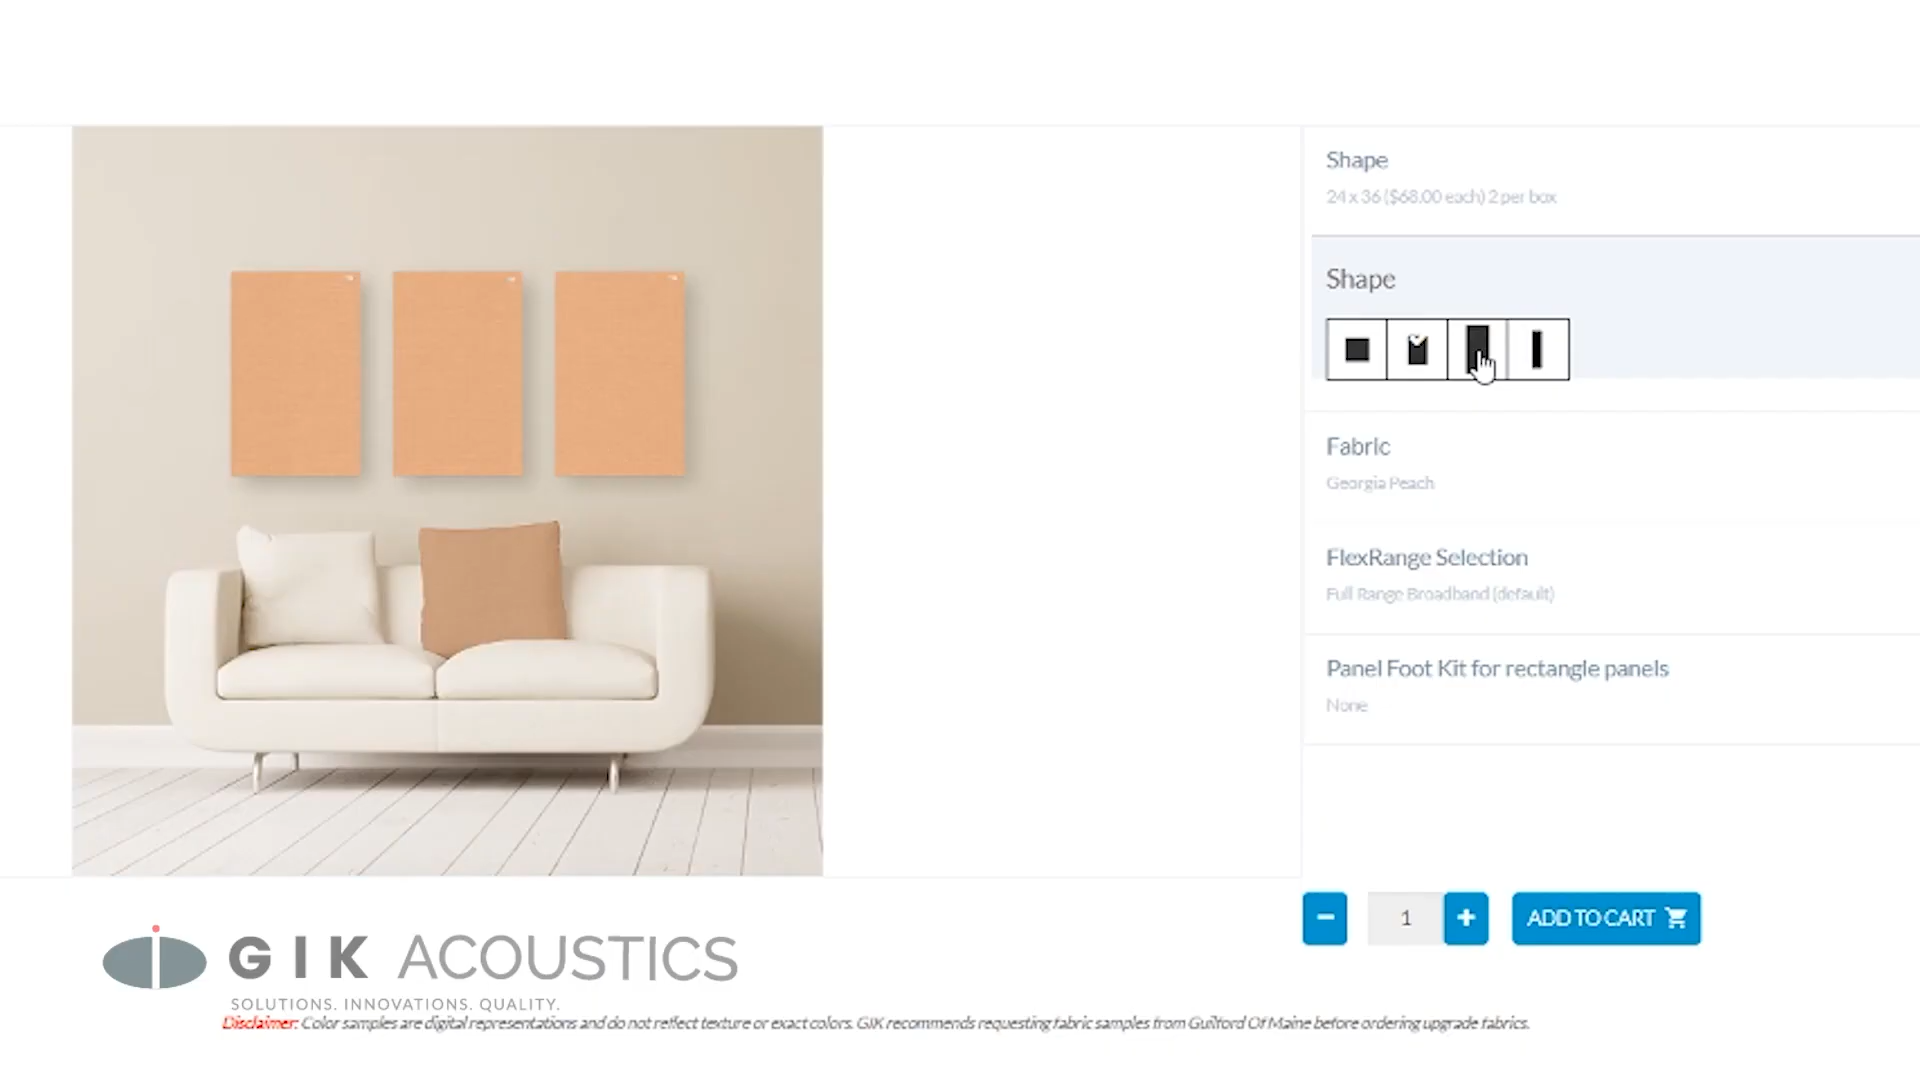 Shape
24 x 36 ($68.00 each) 2 per box
Shape
Fabric
Georgia Peach
FlexRange Selection
Full Range Broadband (default)
Panel Foot Kit for rectangle panels
None
1
ADD TO CART
GIK ACOUSTICS
SOLUTIONS. INNOVATIONS. QUALITY.
Disclaimer: Color samples are digital representations and do not reflect texture or exact colors. GIK recommends requesting fabric samples from Guilford Of Maine before ordering upgrade fabrics.